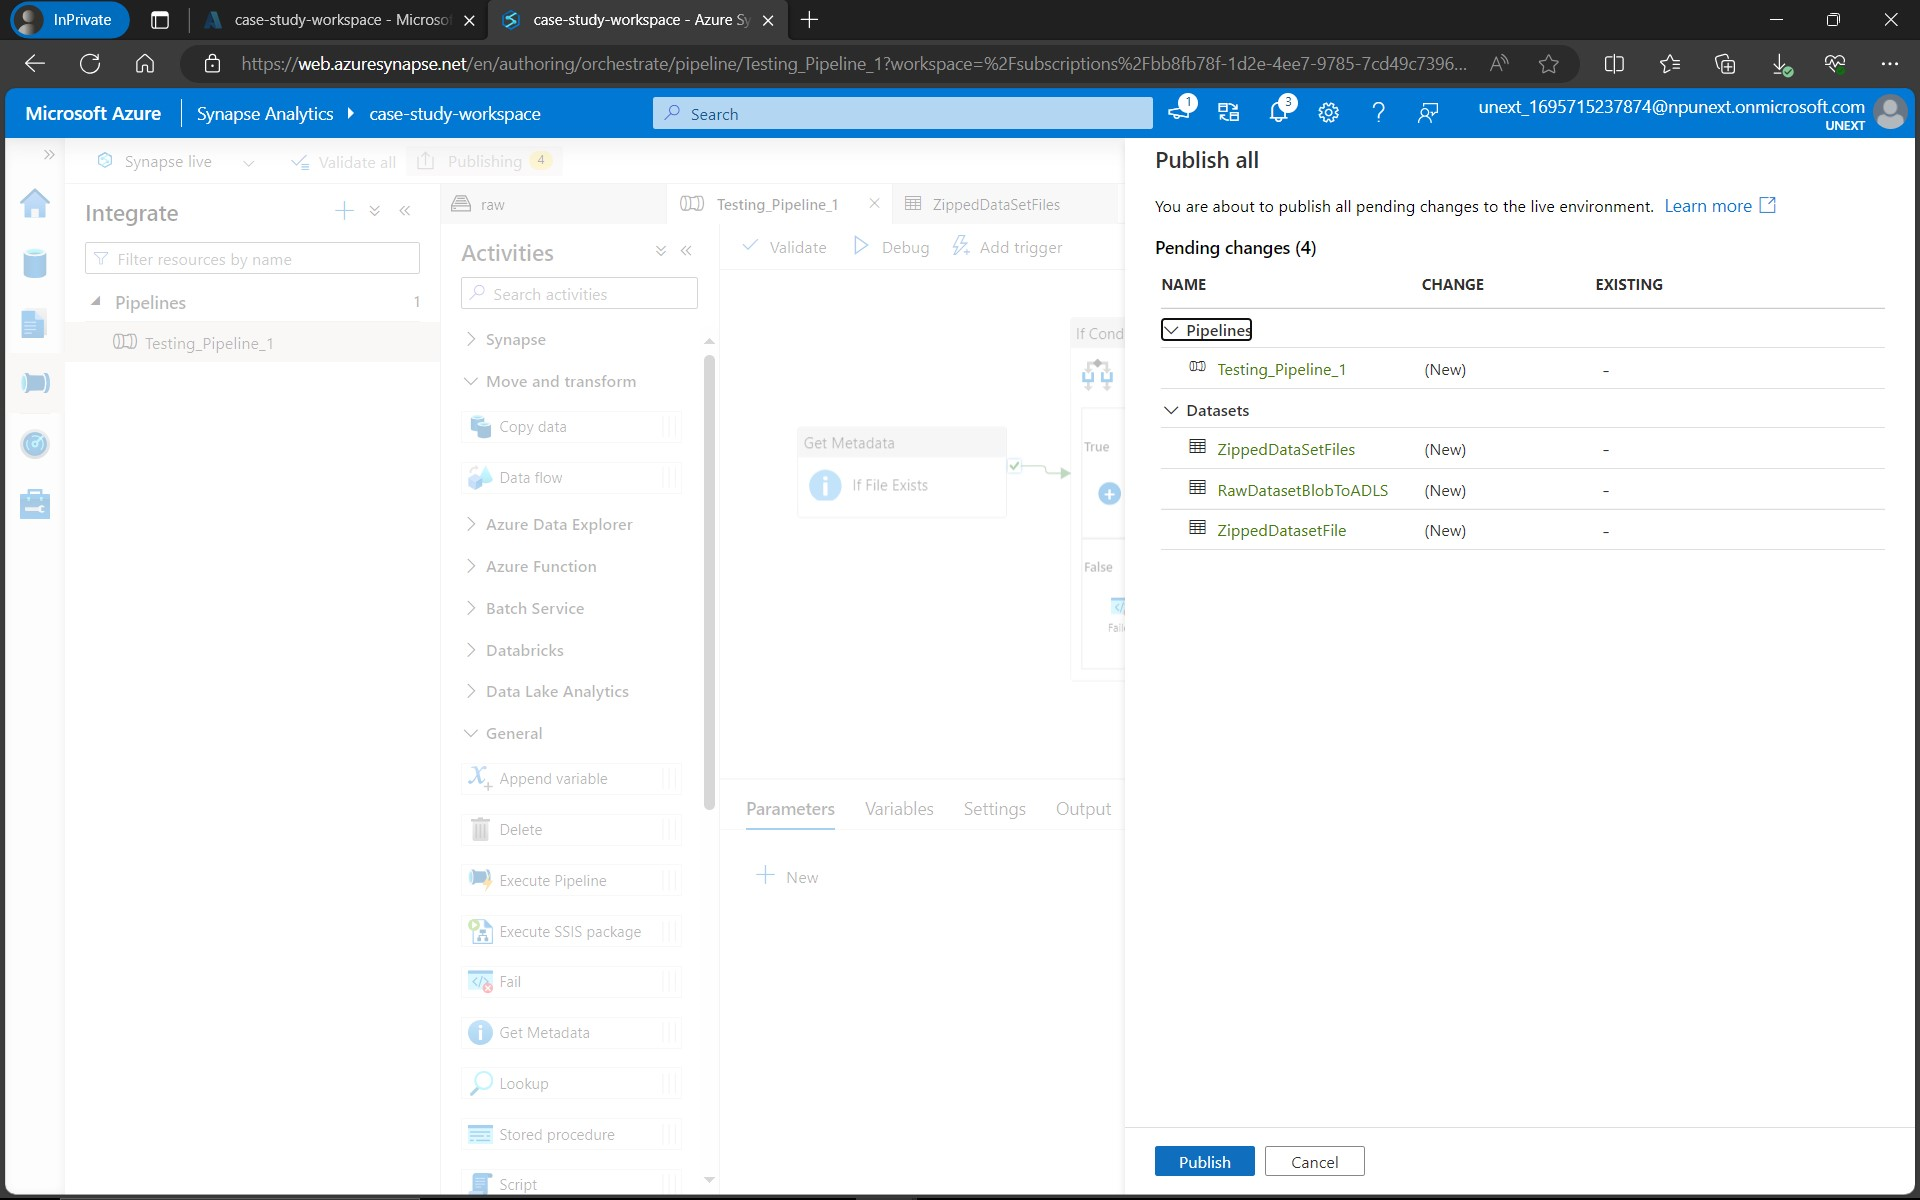 InPrivate
case-study-workspace - Microso
case-study-workspace - Azure Sy
https://web.azuresynapse.net/en/authoring/orchestrate/pipeline/Testing_Pipeline_1?workspace=%2Fsubscriptions%2Fbb8fb78f-1d2e-4ee7-9785-7cd49c7396...
Microsoft Azure
Synapse Analytics
case-study-workspace
Search
1
3
unext_1695715237874@npunext.onmicrosoft.com
UNEXT
Synapse live
Validate all
Publishing
4
Integrate
Filter resources by name
Pipelines 1
Testing_Pipeline_1
raw
Testing_Pipeline_1
ZippedDataSetFiles
Activities
Search activities
Synapse
Move and transform
Copy data
Data flow
Azure Data Explorer
Azure Function
Batch Service
Databricks
Data Lake Analytics
General
Append variable
Delete
Execute Pipeline
Execute SSIS package
Fail
Get Metadata
Lookup
Stored procedure
Script
Validate
Debug
Add trigger
Get Metadata
If File Exists
If Cond
True
False
Fail
Parameters
Variables
Settings
Output
New
Publish all
You are about to publish all pending changes to the live environment. Learn more
Pending changes (4)
NAME CHANGE EXISTING
Pipelines
Testing_Pipeline_1 (New) -
Datasets
ZippedDataSetFiles (New) -
RawDatasetBlobToADLS (New) -
ZippedDatasetFile (New) -
Publish
Cancel